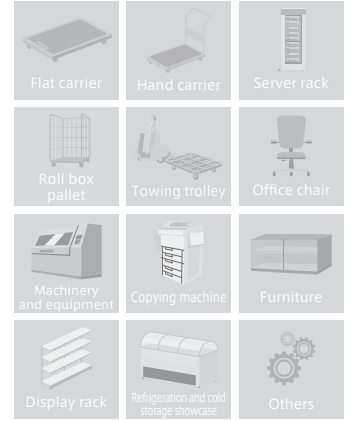 Flat carrier
Hand carrier
Server rack
Roll box
pallet
Towing trolley
Office chair
Machinery
and equipment
Copying machine
Furniture
Display rack
Refrigeration and cold
storage showcase
Others